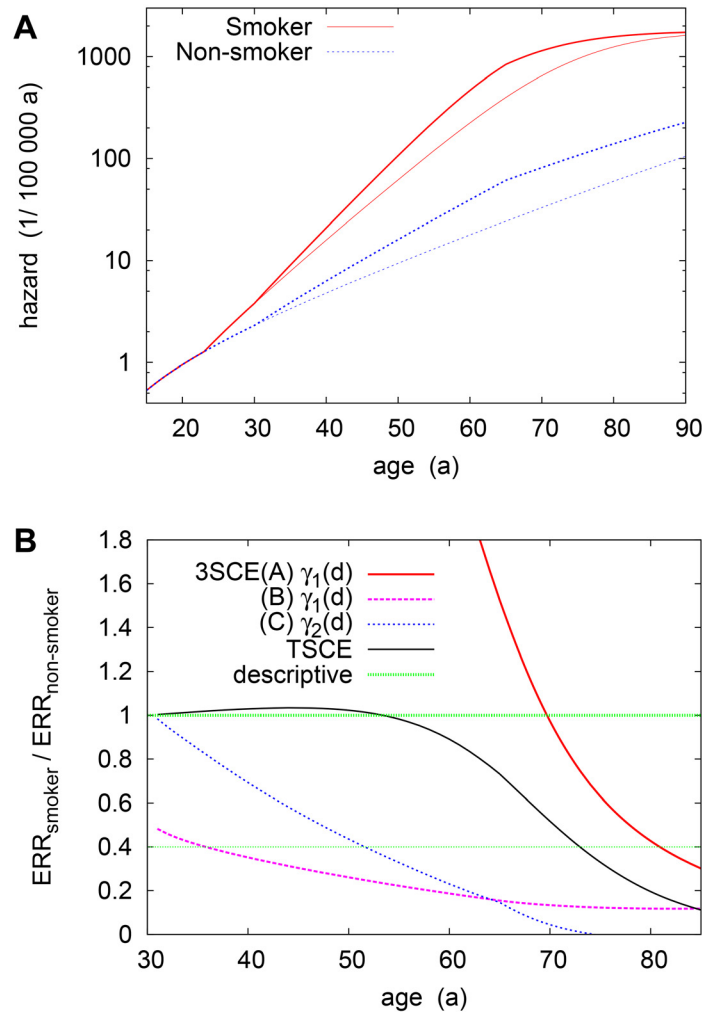 A
Smoker
Non-smoker
1000
100
10
1
hazard (1/ 100 000 a)
20 30 40 50 60 70 80 90
age (a)
B
1.8
1.6
1.4
1.2
1
0.8
0.6
0.4
0.2
0
3SCE(A) γ1(d)
(B) γ1(d)
(C) γ2(d)
TSCE
descriptive
ERRsmoker / ERRnon-smoker
30 40 50 60 70 80
age (a)